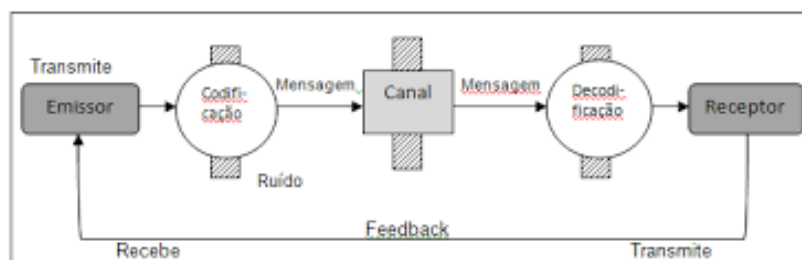 Transmite
Emissor
Codifi-
cação
Mensagem
Canal
Mensagem
Decodi-
ficação
Receptor
Ruído
Feedback
Recebe
Transmite